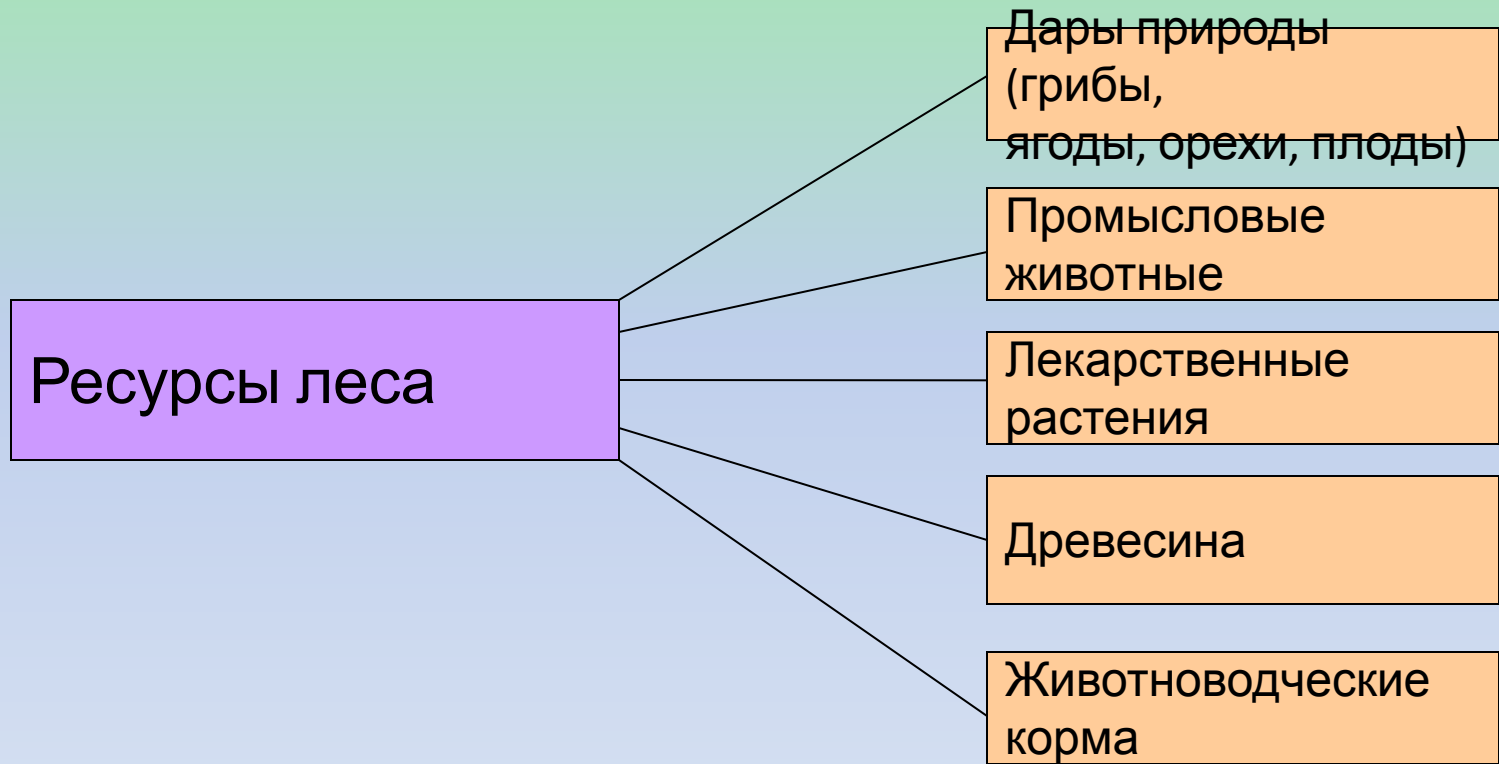 Дары природы
(грибы,
ягоды, орехи, плоды)
Промысловые
животные
Ресурсы леса
Лекарственные
растения
Древесина
Животноводческие
корма